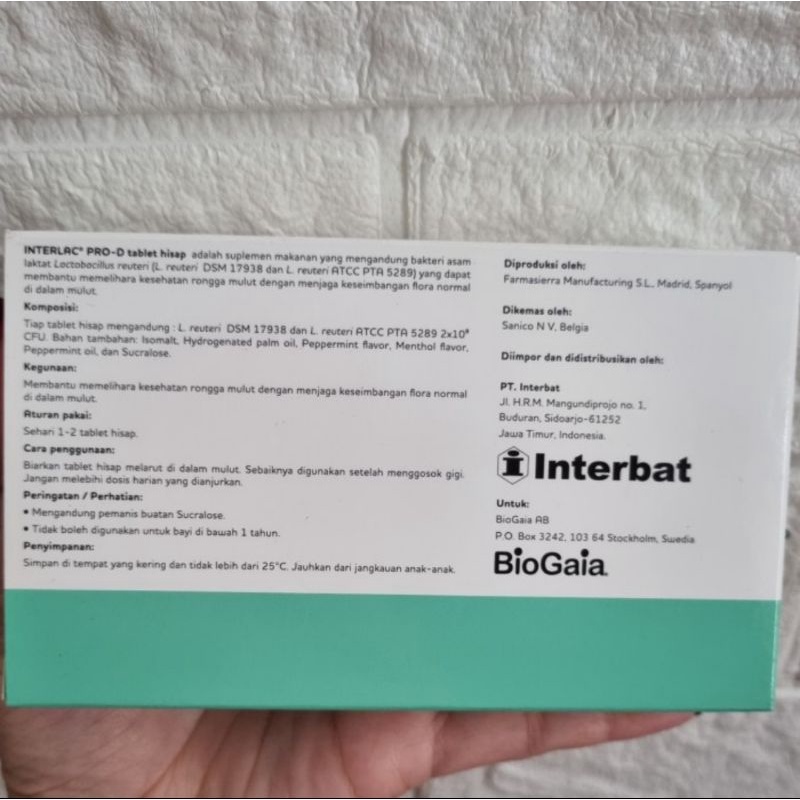 INTERLAC® PRO-D tablet hisap adalah suplemen makanan yang mengandung bakteri asam
laktat Lactobacillus reuteri (L. reuteri DSM 17938 dan L. reuteri ATCC PTA 5289) yang dapat
membantu memelihara kesehatan rongga mulut dengan menjaga keseimbangan flora normal
di dalam mulut.
Komposisi:
Tiap tablet hisap mengandung : L. reuteri DSM 17938 dan L. reuteri ATCC PTA 5289 2x10⁸
CFU. Bahan tambahan: Isomalt, Hydrogenated palm oil, Peppermint flavor, Menthol flavor,
Peppermint oil, dan Sucralose.
Kegunaan:
Membantu memelihara kesehatan rongga mulut dengan menjaga keseimbangan flora normal
di dalam mulut.
Aturan pakai:
Sehari 1-2 tablet hisap.
Cara penggunaan:
Biarkan tablet hisap melarut di dalam mulut. Sebaiknya digunakan setelah menggosok gigi.
Jangan melebihi dosis harian yang dianjurkan.
Peringatan / Perhatian:
• Mengandung pemanis buatan Sucralose.
• Tidak boleh digunakan untuk bayi di bawah 1 tahun.
Penyimpanan:
Simpan di tempat yang kering dan tidak lebih dari 25°C. Jauhkan dari jangkauan anak-anak.
Diproduksi oleh:
Farmasierra Manufacturing S.L., Madrid, Spanyol
Dikemas oleh:
Sanico N V, Belgia
Diimpor dan didistribusikan oleh:
PT. Interbat
Jl. H.R.M. Mangundiprojo no. 1,
Buduran, Sidoarjo-61252
Jawa Timur, Indonesia.
Interbat
Untuk:
BioGaia AB
P.O. Box 3242, 103 64 Stockholm, Swedia
BioGaia